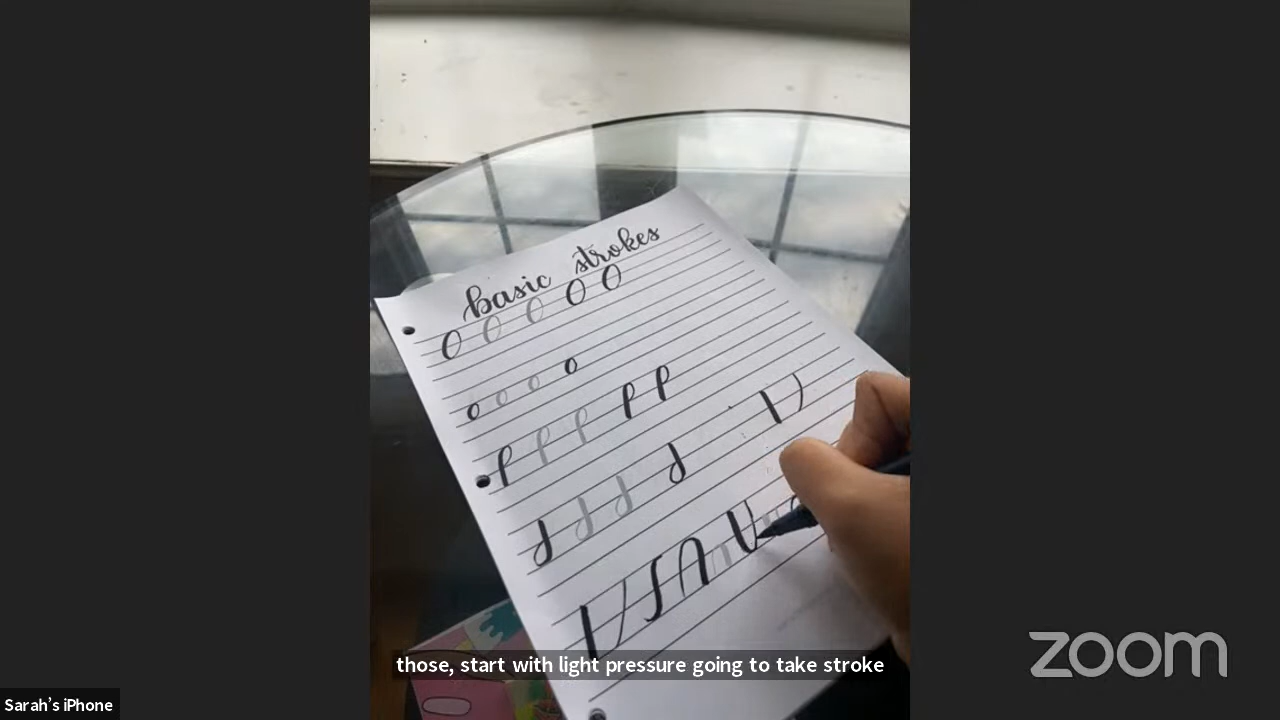 basic strokes
those, start with light pressure going to take stroke
zoom
Sarah's iPhone